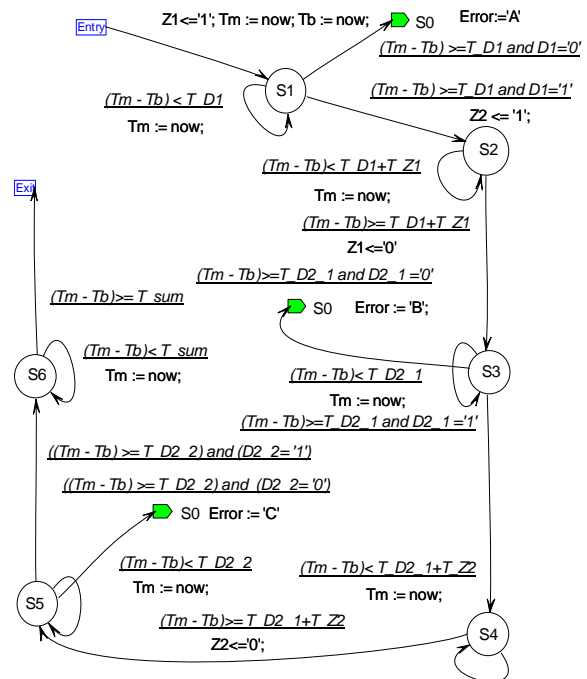 Entry
Z1<='1'; Tm := now; Tb := now;
S0
Error:='A'
(Tm - Tb) >=T_D1 and D1='0'
S1
(Tm - Tb) < T_D1
Tm := now;
(Tm - Tb) >=T_D1 and D1='1'
Z2 <= '1';
S2
(Tm - Tb)< T_D1+T_Z1
Tm := now;
Exit
(Tm - Tb)>= T_D1+T_Z1
Z1<='0'
(Tm - Tb)>=T_D2_1 and D2_1 ='0'
S0
Error := 'B';
(Tm - Tb)>= T_sum
(Tm - Tb)< T_sum
Tm := now;
S6
S3
(Tm - Tb)< T_D2_1
Tm := now;
(Tm - Tb)>=T_D2_1 and D2_1 ='1'
((Tm - Tb) >= T_D2_2) and (D2_2= '1')
((Tm - Tb) >= T_D2_2) and (D2_2= '0')
S0
Error := 'C'
(Tm - Tb)< T_D2_2
Tm := now;
(Tm - Tb)< T_D2_1+T_Z2
Tm := now;
S5
(Tm - Tb)>= T_D2_1+T_Z2
Z2<='0';
S4